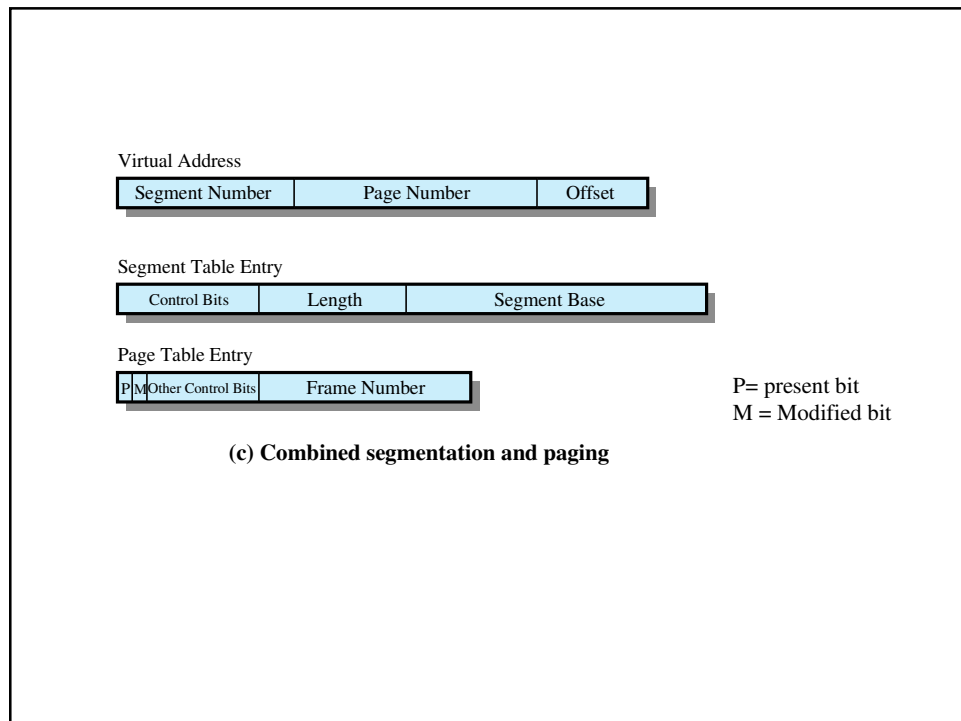 Virtual Address
Segment Number Page Number Offset
Segment Table Entry
Control Bits Length Segment Base
Page Table Entry
P M Other Control Bits Frame Number
P= present bit
M = Modified bit
(c) Combined segmentation and paging